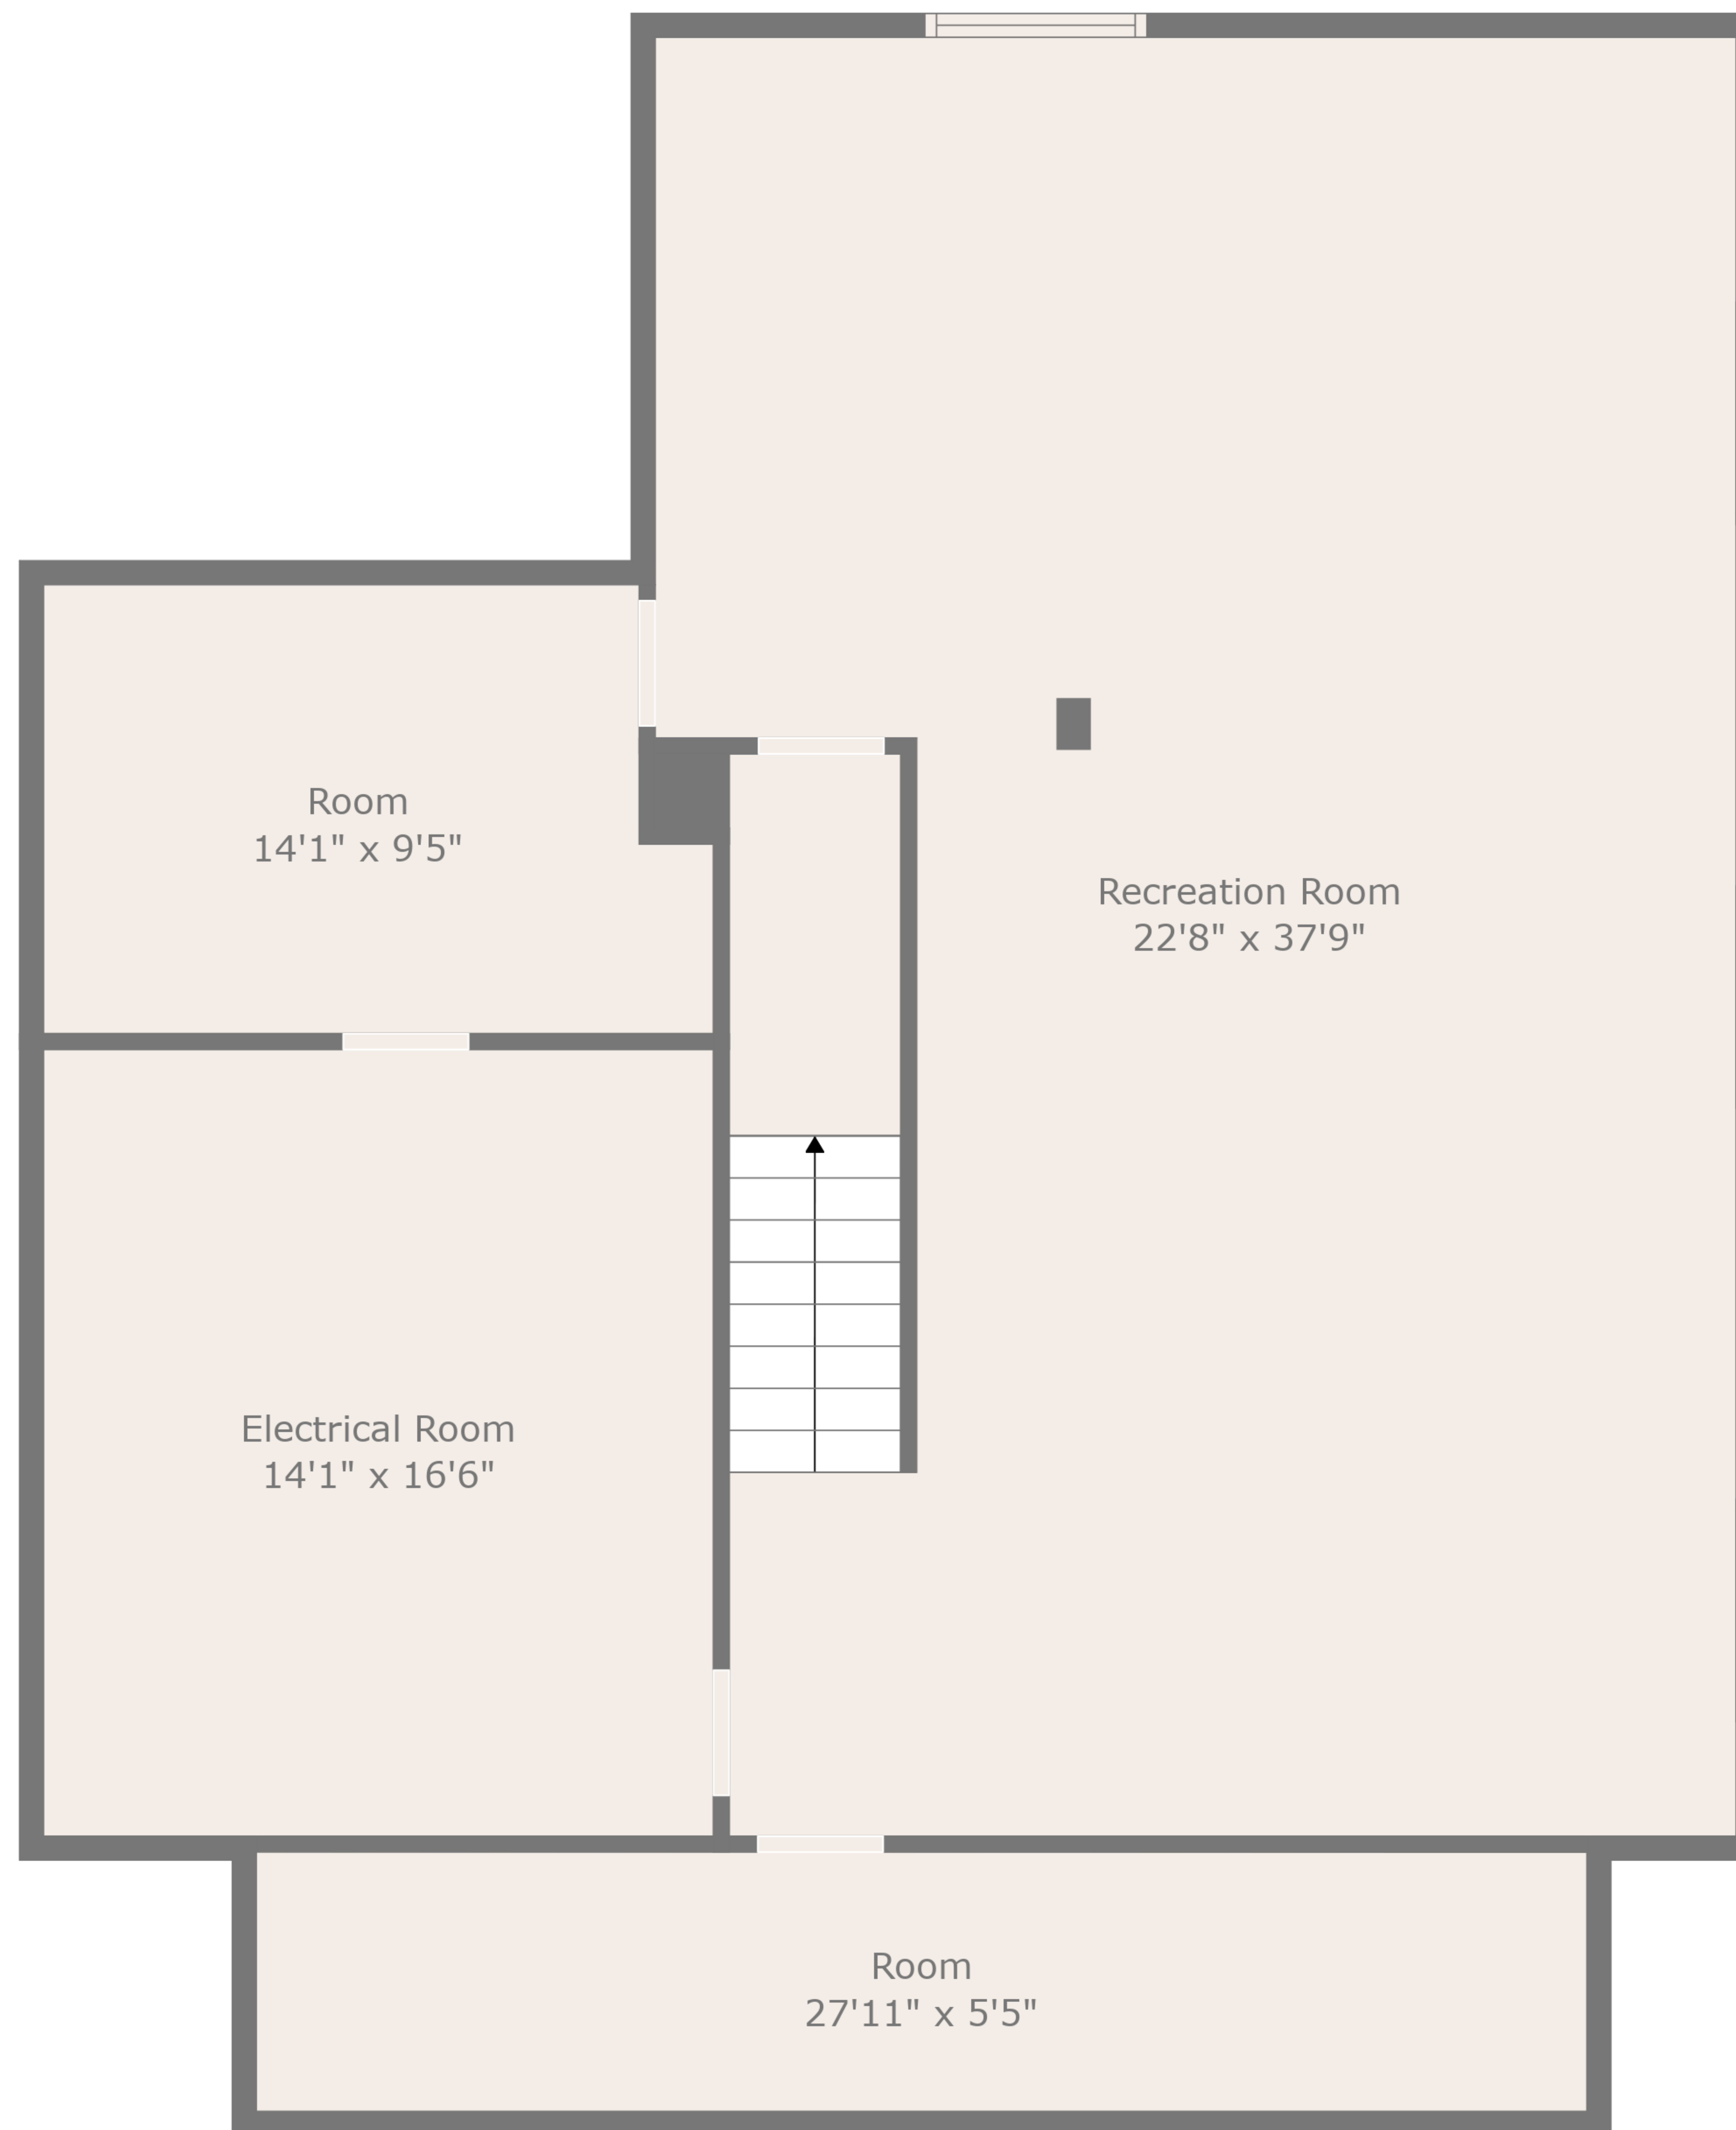 Room
14'1" x 9'5"
Recreation Room
22'8" x 37'9"
Electrical Room
14'1" x 16'6"
Room
27'11" x 5'5"